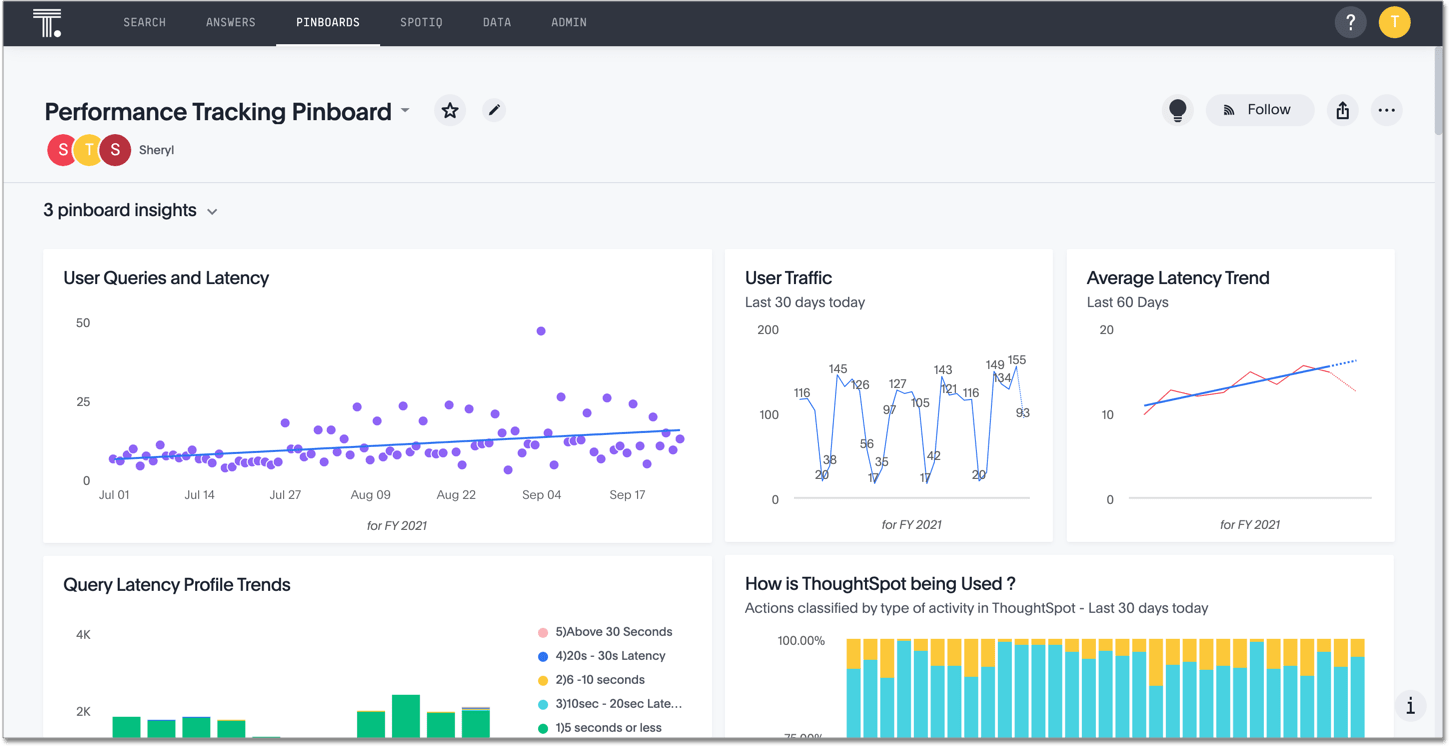 SEARCH ANSWERS PINBOARDS SPOTIQ DATA ADMIN ? T
Performance Tracking Pinboard
Follow
S T S Sheryl
3 pinboard insights
User Queries and Latency
50
25
0
Jul 01 Jul 14 Jul 27 Aug 09 Aug 22 Sep 04 Sep 17
for FY 2021
User Traffic
Last 30 days today
200
100
0
116 20 38 145 126 56 17 35 97 127 105 17 42 143 121 116 20 149 134 155 93
for FY 2021
Average Latency Trend
Last 60 Days
20
10
0
for FY 2021
Query Latency Profile Trends
4K
2K
5)Above 30 Seconds
4)20s - 30s Latency
2)6 -10 seconds
3)10sec - 20sec Late...
1)5 seconds or less
How is ThoughtSpot being Used ?
Actions classified by type of activity in ThoughtSpot - Last 30 days today
100.00%
75.00%
i